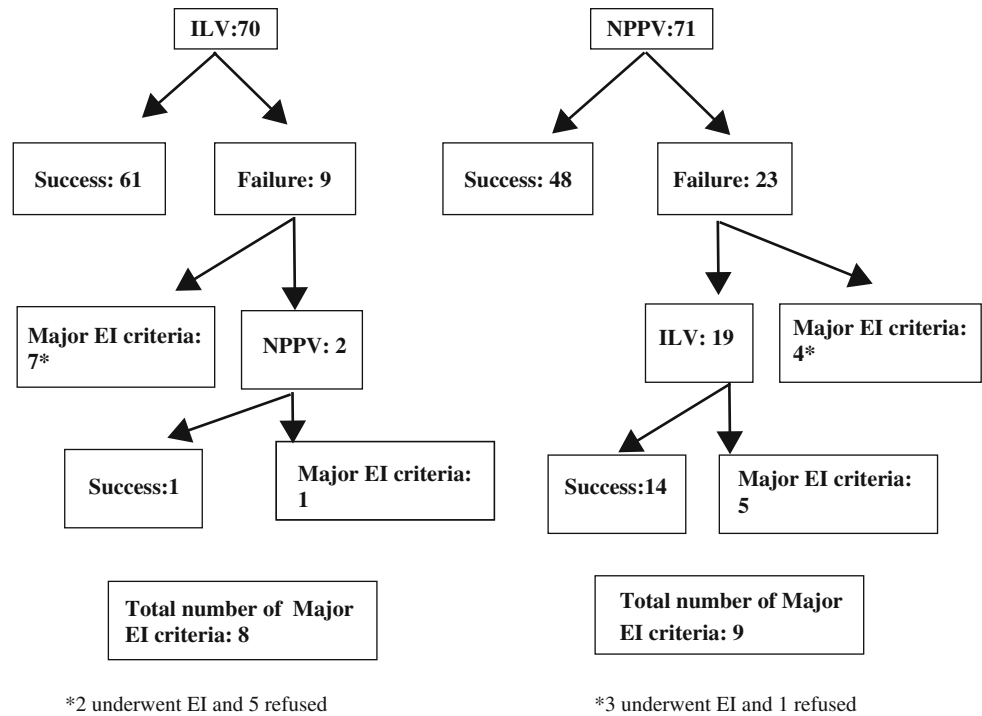 ILV:70
NPPV:71
Success: 61
Failure: 9
Success: 48
Failure: 23
Major EI criteria:
7*
NPPV: 2
ILV: 19
Major EI criteria:
4*
Success:1
Major EI criteria:
1
Success:14
Major EI criteria:
5
Total number of Major
EI criteria: 8
Total number of Major
EI criteria: 9
*2 underwent EI and 5 refused
*3 underwent EI and 1 refused